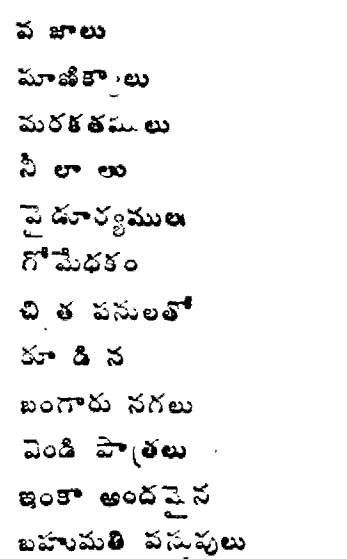 వజ్రాలు
మాణిక్యాలు
మరకతములు
నీలాలు
వైడూర్యములు
గోమేధకం
చిత్ర పనులతో
కూడిన
బంగారు నగలు
వెండి పాత్రలు
ఇంకా అందమైన
బహుమతి వస్తువులు